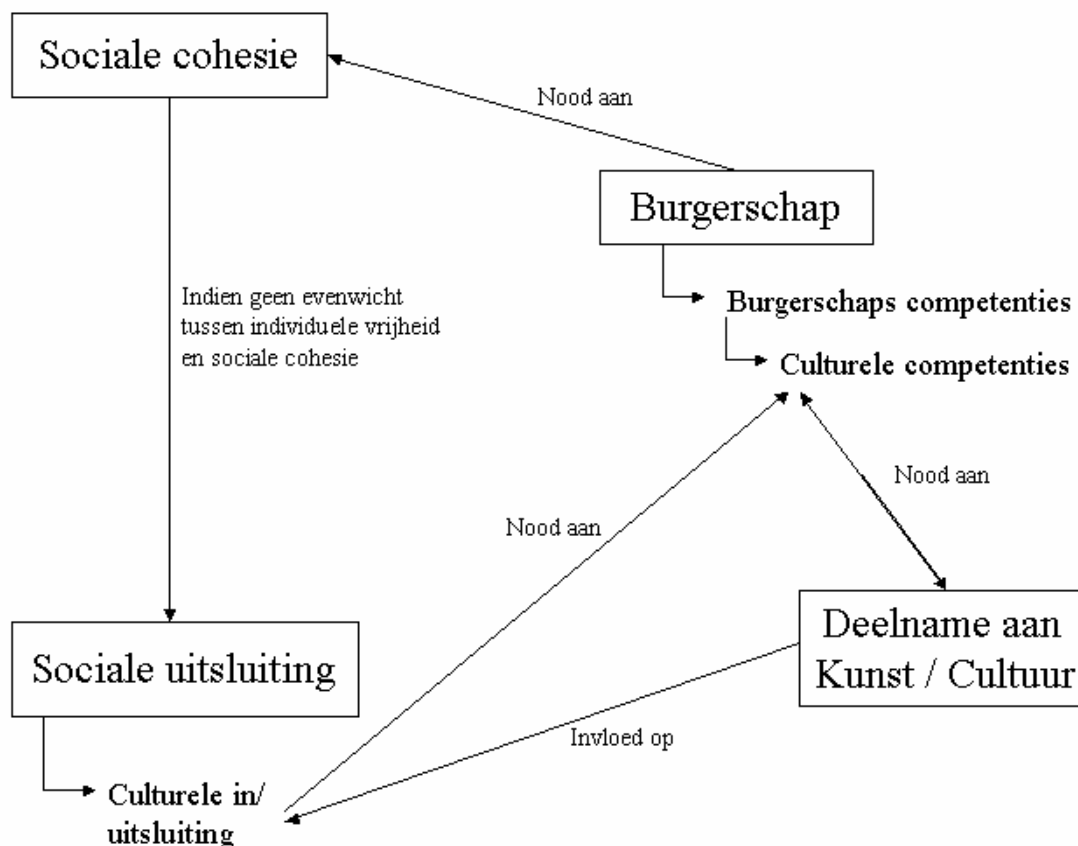 Sociale cohesie
Nood aan
Burgerschap
Burgerschaps competenties
Culturele competenties
Indien geen evenwicht
tussen individuele vrijheid
en sociale cohesie
Nood aan
Nood aan
Deelname aan
Kunst / Cultuur
Sociale uitsluiting
Invloed op
Culturele in/
uitsluiting